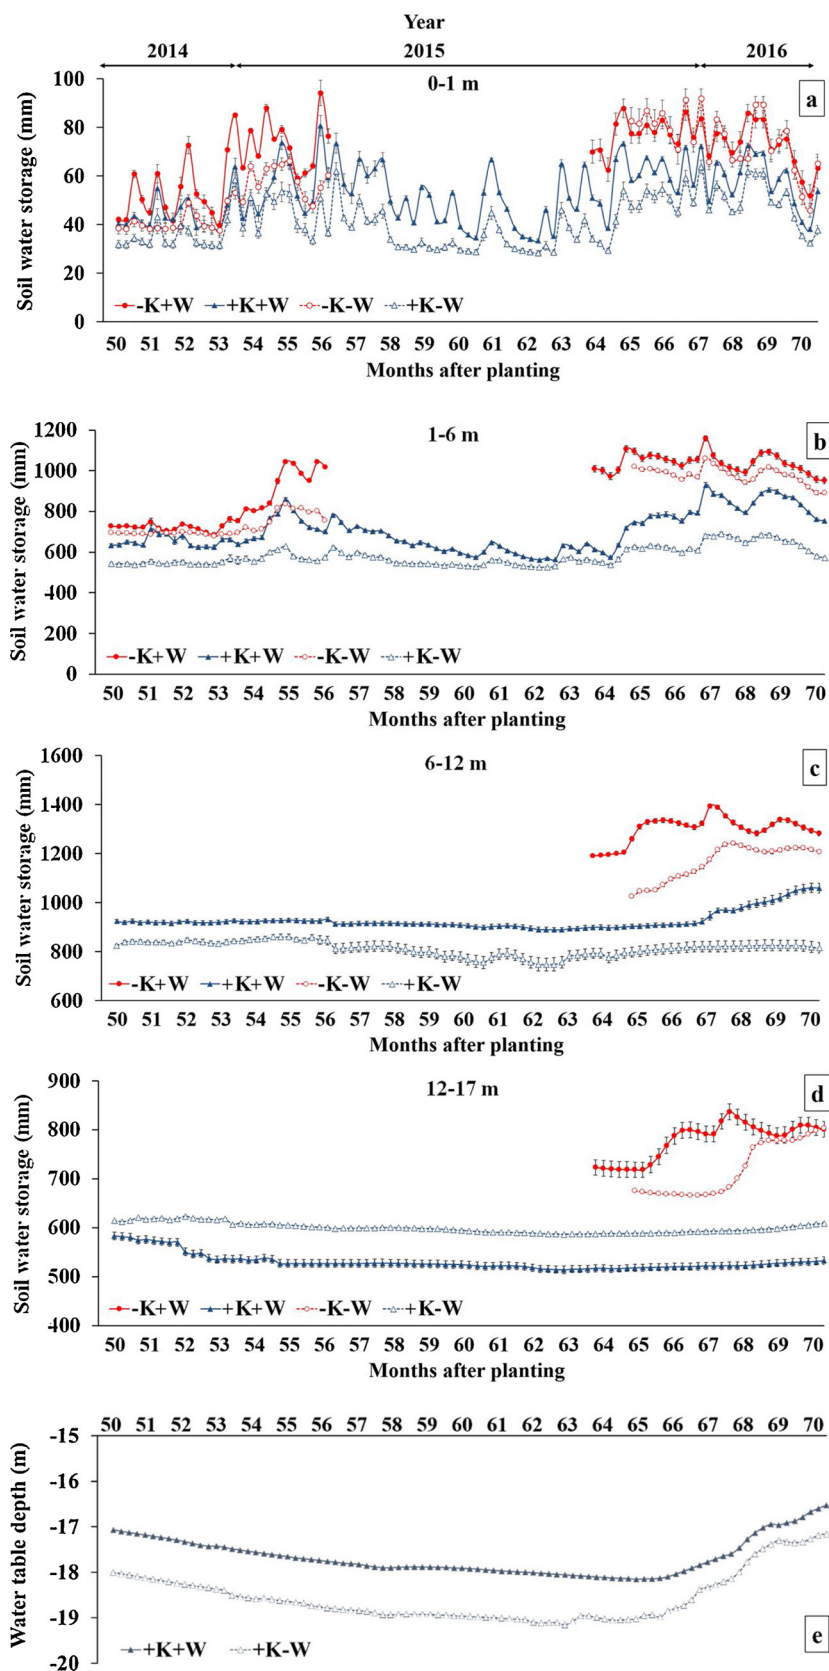 Year
2014 2015 2016
0-1 m
a
Soil water storage (mm)
100
80
60
40
20
0
-K+W +K+W -K-W +K-W
50 51 52 53 54 55 56 57 58 59 60 61 62 63 64 65 66 67 68 69 70
Months after planting
1-6 m
b
Soil water storage (mm)
1200
1000
800
600
400
200
0
-K+W +K+W -K-W +K-W
50 51 52 53 54 55 56 57 58 59 60 61 62 63 64 65 66 67 68 69 70
Months after planting
6-12 m
c
Soil water storage (mm)
1600
1400
1200
1000
800
600
-K+W +K+W -K-W +K-W
50 51 52 53 54 55 56 57 58 59 60 61 62 63 64 65 66 67 68 69 70
Months after planting
12-17 m
d
Soil water storage (mm)
900
800
700
600
500
400
-K+W +K+W -K-W +K-W
50 51 52 53 54 55 56 57 58 59 60 61 62 63 64 65 66 67 68 69 70
Months after planting
50 51 52 53 54 55 56 57 58 59 60 61 62 63 64 65 66 67 68 69 70
Water table depth (m)
-15
-16
-17
-18
-19
-20
+K+W +K-W
e